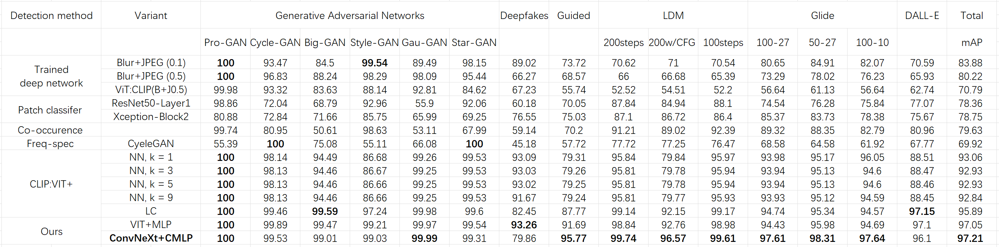 Detection method Variant Generative Adversarial Networks Deepfakes Guided LDM Glide DALL-E Total
Pro-GAN Cycle-GAN Big-GAN Style-GAN Gau-GAN Star-GAN 200steps 200w/CFG 100steps 100-27 50-27 100-10 mAP
Trained
deep network
Blur+JPEG (0.1) 100 93.47 84.5 99.54 89.49 98.15 89.02 73.72 70.62 71 70.54 80.65 84.91 82.07 70.59 83.88
Blur+JPEG (0.5) 100 96.83 88.24 98.29 98.09 95.44 66.27 68.57 66 66.68 65.39 73.29 78.02 76.23 65.93 80.22
ViT:CLIP(B+J0.5) 99.98 93.32 83.63 88.14 92.81 84.62 67.23 55.74 52.52 54.51 52.2 56.64 61.13 56.64 62.74 70.79
Patch classifer
ResNet50-Layer1 98.86 72.04 68.79 92.96 55.9 92.06 60.18 70.05 87.84 84.94 88.1 74.54 76.28 75.84 77.07 78.36
Xception-Block2 80.88 72.84 71.66 85.75 65.99 69.25 76.55 75.03 87.1 86.72 86.4 85.37 83.73 78.38 75.67 78.75
Co-occurence 99.74 80.95 50.61 98.63 53.11 67.99 59.14 70.2 91.21 89.02 92.39 89.32 88.35 82.79 80.96 79.63
Freq-spec CyeleGAN 55.39 100 75.08 55.11 66.08 100 45.18 57.72 77.72 77.25 76.47 68.58 64.58 61.92 67.77 69.92
CLIP:VIT+
NN, k = 1 100 98.14 94.49 86.68 99.26 99.53 93.09 79.31 95.84 79.84 95.97 93.98 95.17 96.05 88.51 93.06
NN, k = 3 100 98.13 94.46 86.67 99.25 99.53 93.03 79.26 95.81 79.78 95.94 93.94 95.13 94.6 88.47 92.93
NN, k = 5 100 98.13 94.46 86.66 99.25 99.53 93.02 79.25 95.81 79.78 95.94 93.94 95.13 94.6 88.46 92.93
NN, k = 9 100 98.13 94.46 86.66 99.25 99.53 91.67 79.24 95.81 79.77 95.93 93.93 95.12 94.59 88.45 92.84
LC 100 99.46 99.59 97.24 99.98 99.6 82.45 87.77 99.14 92.15 99.17 94.74 95.34 94.57 97.15 95.89
Ours
VIT+MLP 100 99.89 99.47 99.21 99.97 99.54 93.26 91.69 98.84 92.76 98.98 94.43 95.98 94.69 97.1 97.05
ConvNeXt+CMLP 100 99.53 99.01 99.03 99.99 99.31 79.86 95.77 99.74 96.57 99.61 97.61 98.31 97.64 96.1 97.21